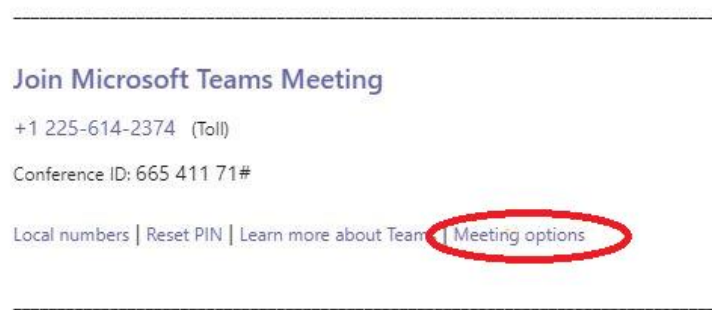 Join Microsoft Teams Meeting
+1 225-614-2374 (Toll)
Conference ID: 665 411 71#
Local numbers | Reset PIN | Learn more about Team | Meeting options